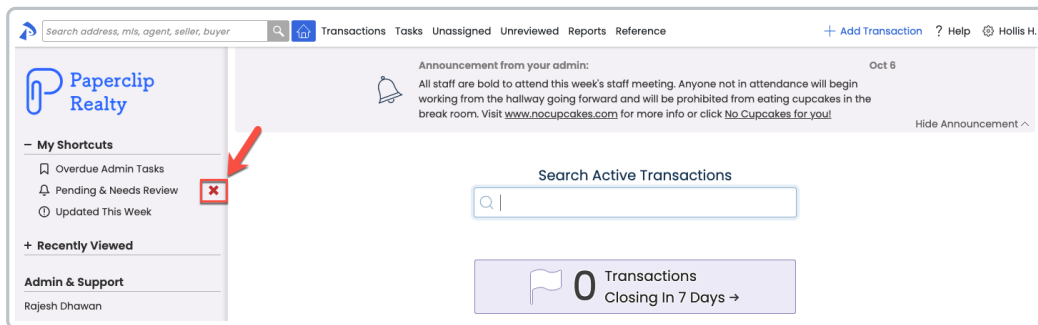 Search address, mls, agent, seller, buyer
Transactions Tasks Unassigned Unreviewed Reports Reference
+ Add Transaction ? Help Hollis H.
Paperclip
Realty
Announcement from your admin: Oct 6
All staff are bold to attend this week's staff meeting. Anyone not in attendance will begin
working from the hallway going forward and will be prohibited from eating cupcakes in the
break room. Visit www.nocupcakes.com for more info or click No Cupcakes for you!
Hide Announcement
− My Shortcuts
Overdue Admin Tasks
Pending & Needs Review
Updated This Week
+ Recently Viewed
Admin & Support
Rajesh Dhawan
Search Active Transactions
0 Transactions
Closing In 7 Days →